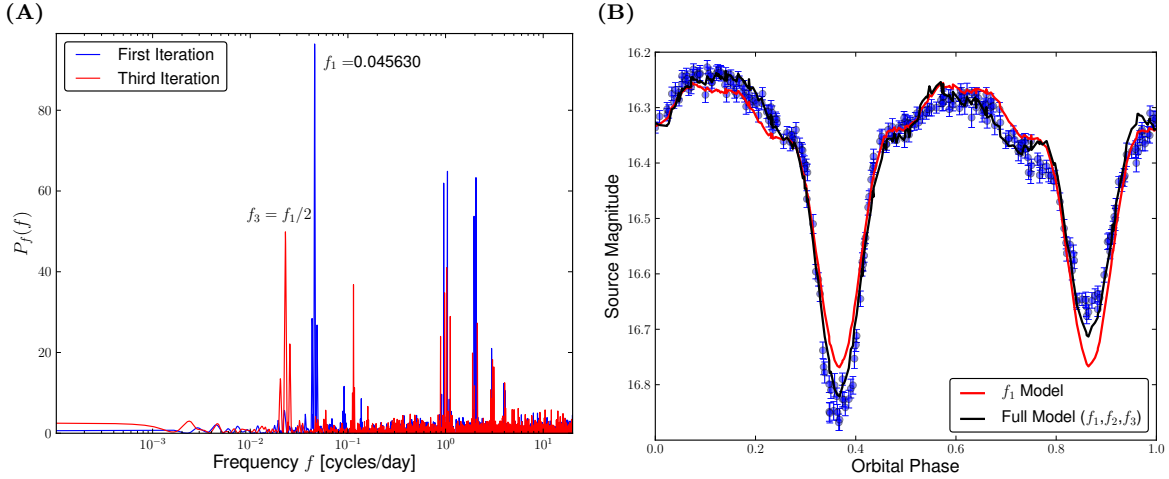 (A)
First Iteration
Third Iteration
f₁ =0.045630
f₃ = f₁/2
P_f(f)
0
20
40
60
80
10⁻³
10⁻²
10⁻¹
10⁰
10¹
Frequency f [cycles/day]
(B)
Source Magnitude
16.2
16.3
16.4
16.5
16.6
16.7
16.8
f₁ Model
Full Model (f₁,f₂,f₃)
0.0
0.2
0.4
0.6
0.8
1.0
Orbital Phase